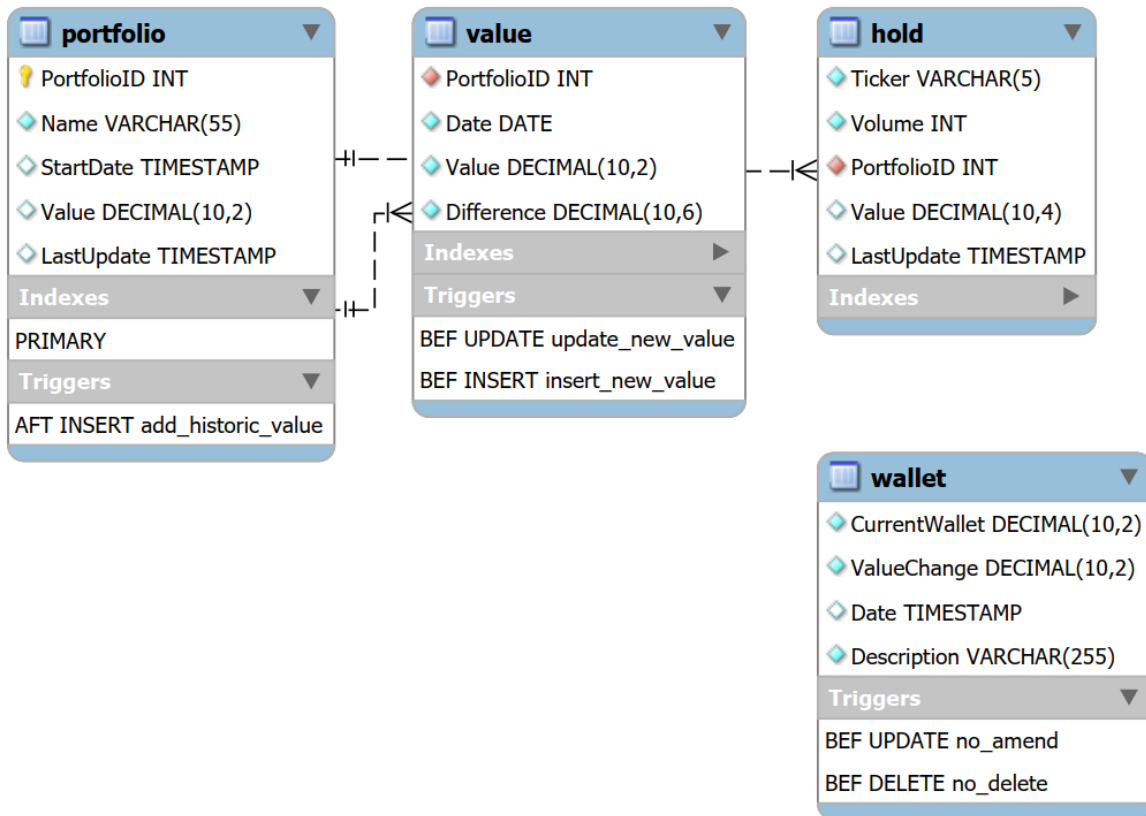 portfolio
PortfolioID INT
Name VARCHAR(55)
StartDate TIMESTAMP
Value DECIMAL(10,2)
LastUpdate TIMESTAMP
Indexes
PRIMARY
Triggers
AFT INSERT add_historic_value
value
PortfolioID INT
Date DATE
Value DECIMAL(10,2)
Difference DECIMAL(10,6)
Indexes
Triggers
BEF UPDATE update_new_value
BEF INSERT insert_new_value
hold
Ticker VARCHAR(5)
Volume INT
PortfolioID INT
Value DECIMAL(10,4)
LastUpdate TIMESTAMP
Indexes
wallet
CurrentWallet DECIMAL(10,2)
ValueChange DECIMAL(10,2)
Date TIMESTAMP
Description VARCHAR(255)
Triggers
BEF UPDATE no_amend
BEF DELETE no_delete